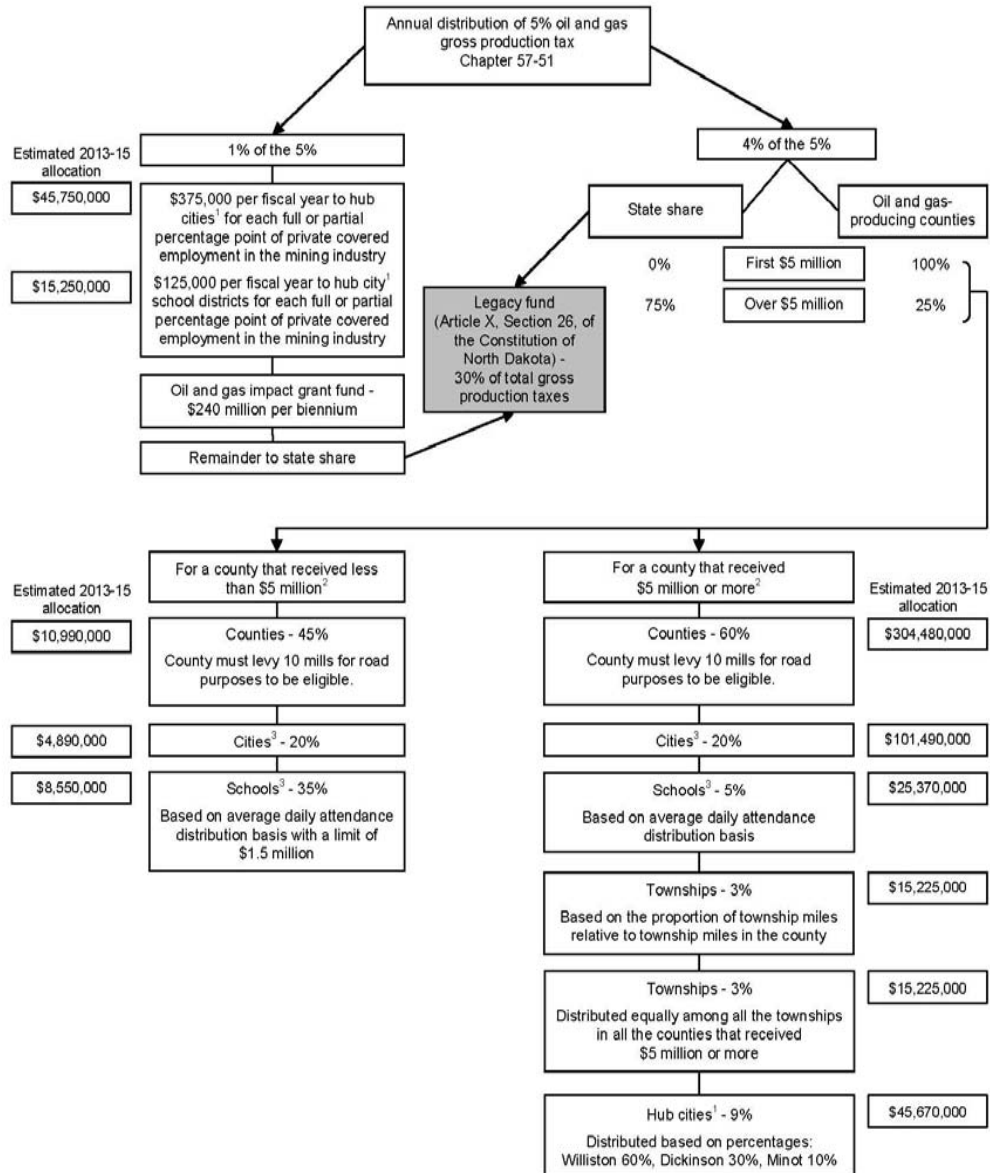 Annual distribution of 5% oil and gas
gross production tax
Chapter 57-51
Estimated 2013-15
allocation
1% of the 5%
4% of the 5%
$45,750,000
$375,000 per fiscal year to hub
cities¹ for each full or partial
percentage point of private covered
employment in the mining industry
$15,250,000
$125,000 per fiscal year to hub city¹
school districts for each full or partial
percentage point of private covered
employment in the mining industry
Oil and gas impact grant fund -
$240 million per biennium
Remainder to state share
State share
Oil and gas-
producing counties
0%
First $5 million
100%
75%
Over $5 million
25%
Legacy fund
(Article X, Section 26, of
the Constitution of
North Dakota) -
30% of total gross
production taxes
Estimated 2013-15
allocation
For a county that received less
than $5 million²
$10,990,000
Counties - 45%
County must levy 10 mills for road
purposes to be eligible.
$4,890,000
Cities³ - 20%
$8,550,000
Schools³ - 35%
Based on average daily attendance
distribution basis with a limit of
$1.5 million
For a county that received
$5 million or more²
Estimated 2013-15
allocation
Counties - 60%
County must levy 10 mills for road
purposes to be eligible.
$304,480,000
Cities³ - 20%
$101,490,000
Schools³ - 5%
Based on average daily attendance
distribution basis
$25,370,000
Townships - 3%
Based on the proportion of township miles
relative to township miles in the county
$15,225,000
Townships - 3%
Distributed equally among all the townships
in all the counties that received
$5 million or more
$15,225,000
Hub cities¹ - 9%
Distributed based on percentages:
Williston 60%, Dickinson 30%, Minot 10%
$45,670,000